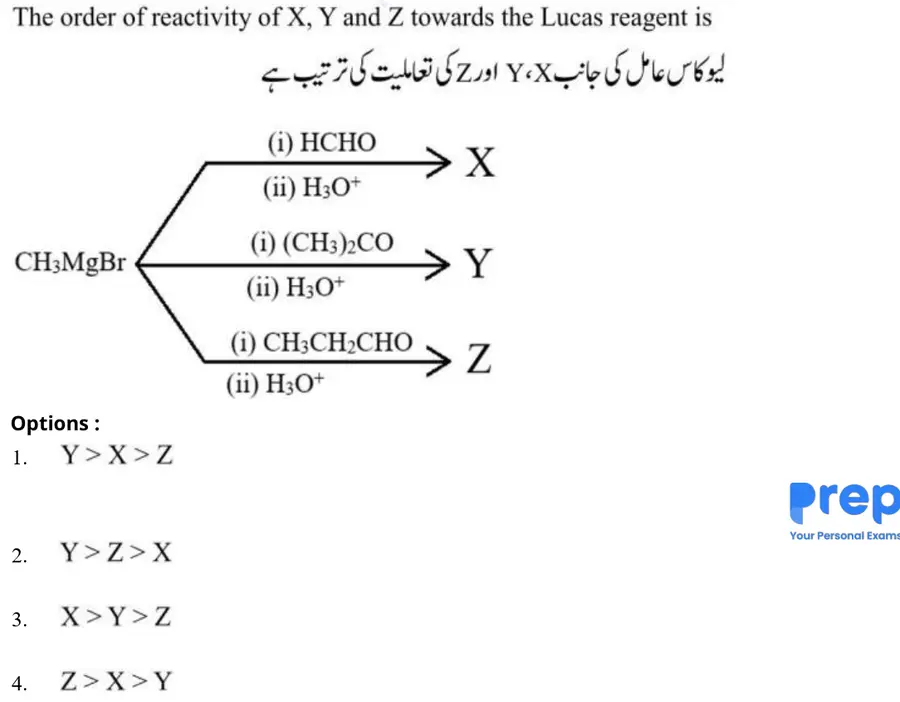 The order of reactivity of X, Y and Z towards the Lucas reagent is
لیوکاس عامل کی جانب Y،X اور Z کی تعاملیت کی ترتیب ہے
(i) HCHO
(ii) H₃O⁺
X
CH₃MgBr
(i) (CH₃)₂CO
(ii) H₃O⁺
Y
(i) CH₃CH₂CHO
(ii) H₃O⁺
Z
Options :
1. Y > X > Z
prep
Your Personal Exams
2. Y > Z > X
3. X > Y > Z
4. Z > X > Y